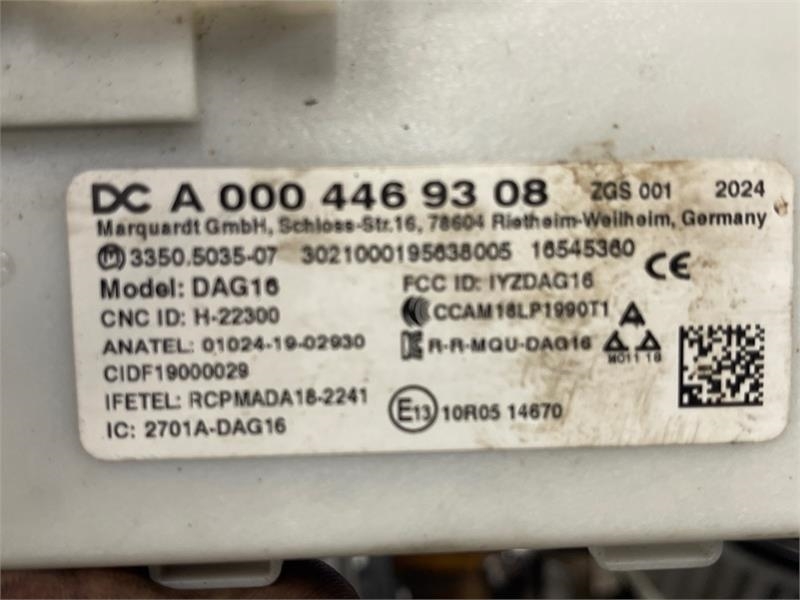 DC A 000 446 93 08 ZGS 001 2024
Marquardt GmbH, Schloss-Str.16, 78604 Rietheim-Weilheim, Germany
M 3350.5035-07 3021000195638005 16545360 CE
Model: DAG16 FCC ID: IYZDAG16
CNC ID: H-22300 CCAM18LP1990T1
ANATEL: 01024-19-02930 R-R-MQU-DAG16
CIDF19000029
IFETEL: RCPMADA18-2241
IC: 2701A-DAG16 E13 10R05 14670